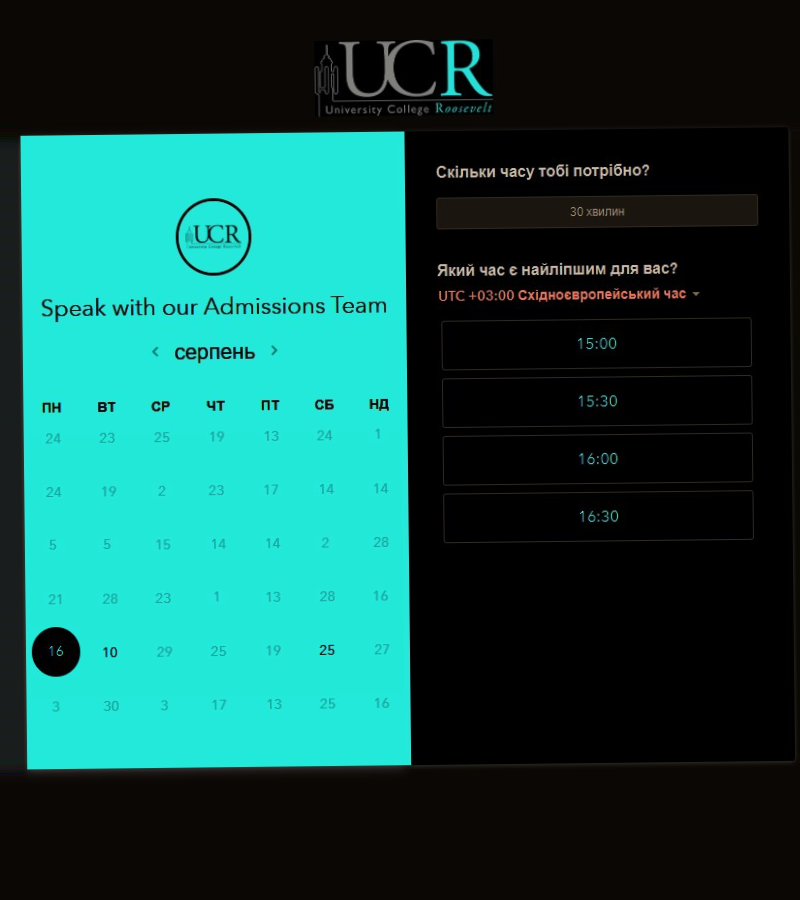 UCR
University College Roosevelt
UCR
Speak with our Admissions Team
серпень
ПН ВТ СР ЧТ ПТ СБ НД
24 23 25 19 13 24 1
24 19 2 23 17 14 14
5 5 15 14 14 2 28
21 28 23 1 13 28 16
16 10 29 25 19 25 27
3 30 3 17 13 25 16
Скільки часу тобі потрібно?
30 хвилин
Який час є найліпшим для вас?
UTC +03:00 Східноєвропейський час
15:00
15:30
16:00
16:30